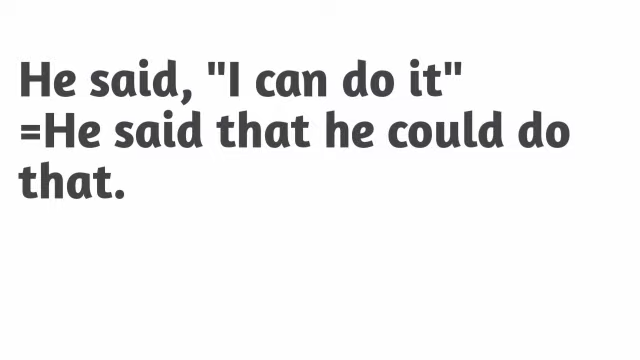 He said, "I can do it"
=He said that he could do
that.